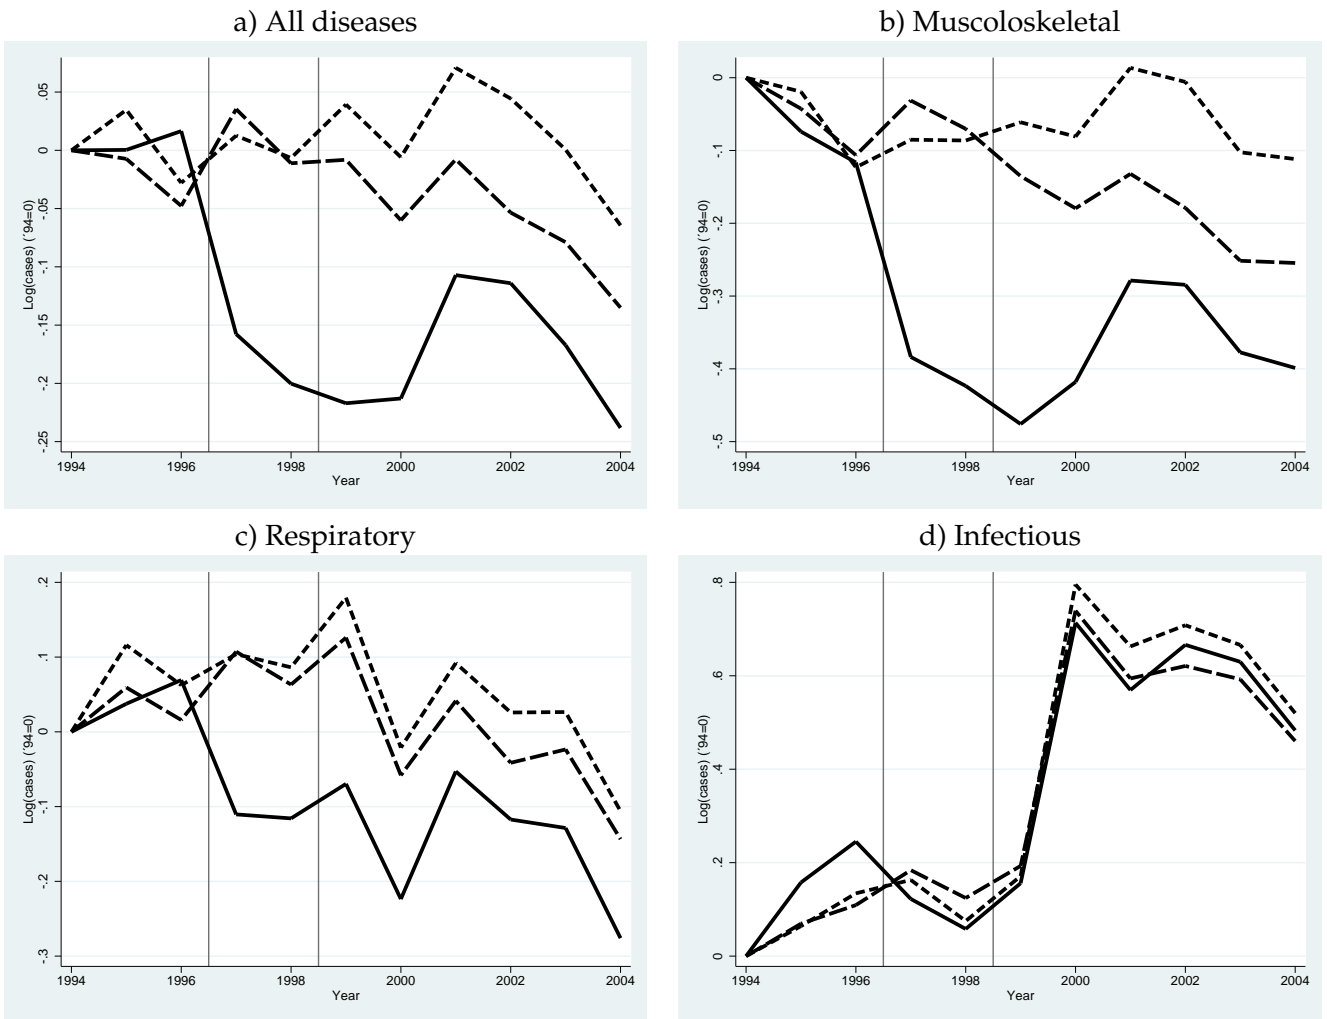 a) All diseases
Log(cases) (´94=0)
.05
0
-.05
-.1
-.15
-.2
-.25
1994 1996 1998 2000 2002 2004
Year
b) Muscoloskeletal
Log(cases) (´94=0)
0
-.1
-.2
-.3
-.4
-.5
1994 1996 1998 2000 2002 2004
Year
c) Respiratory
Log(cases) (´94=0)
.2
.1
0
-.1
-.2
-.3
1994 1996 1998 2000 2002 2004
Year
d) Infectious
Log(cases) (´94=0)
.8
.6
.4
.2
0
1994 1996 1998 2000 2002 2004
Year